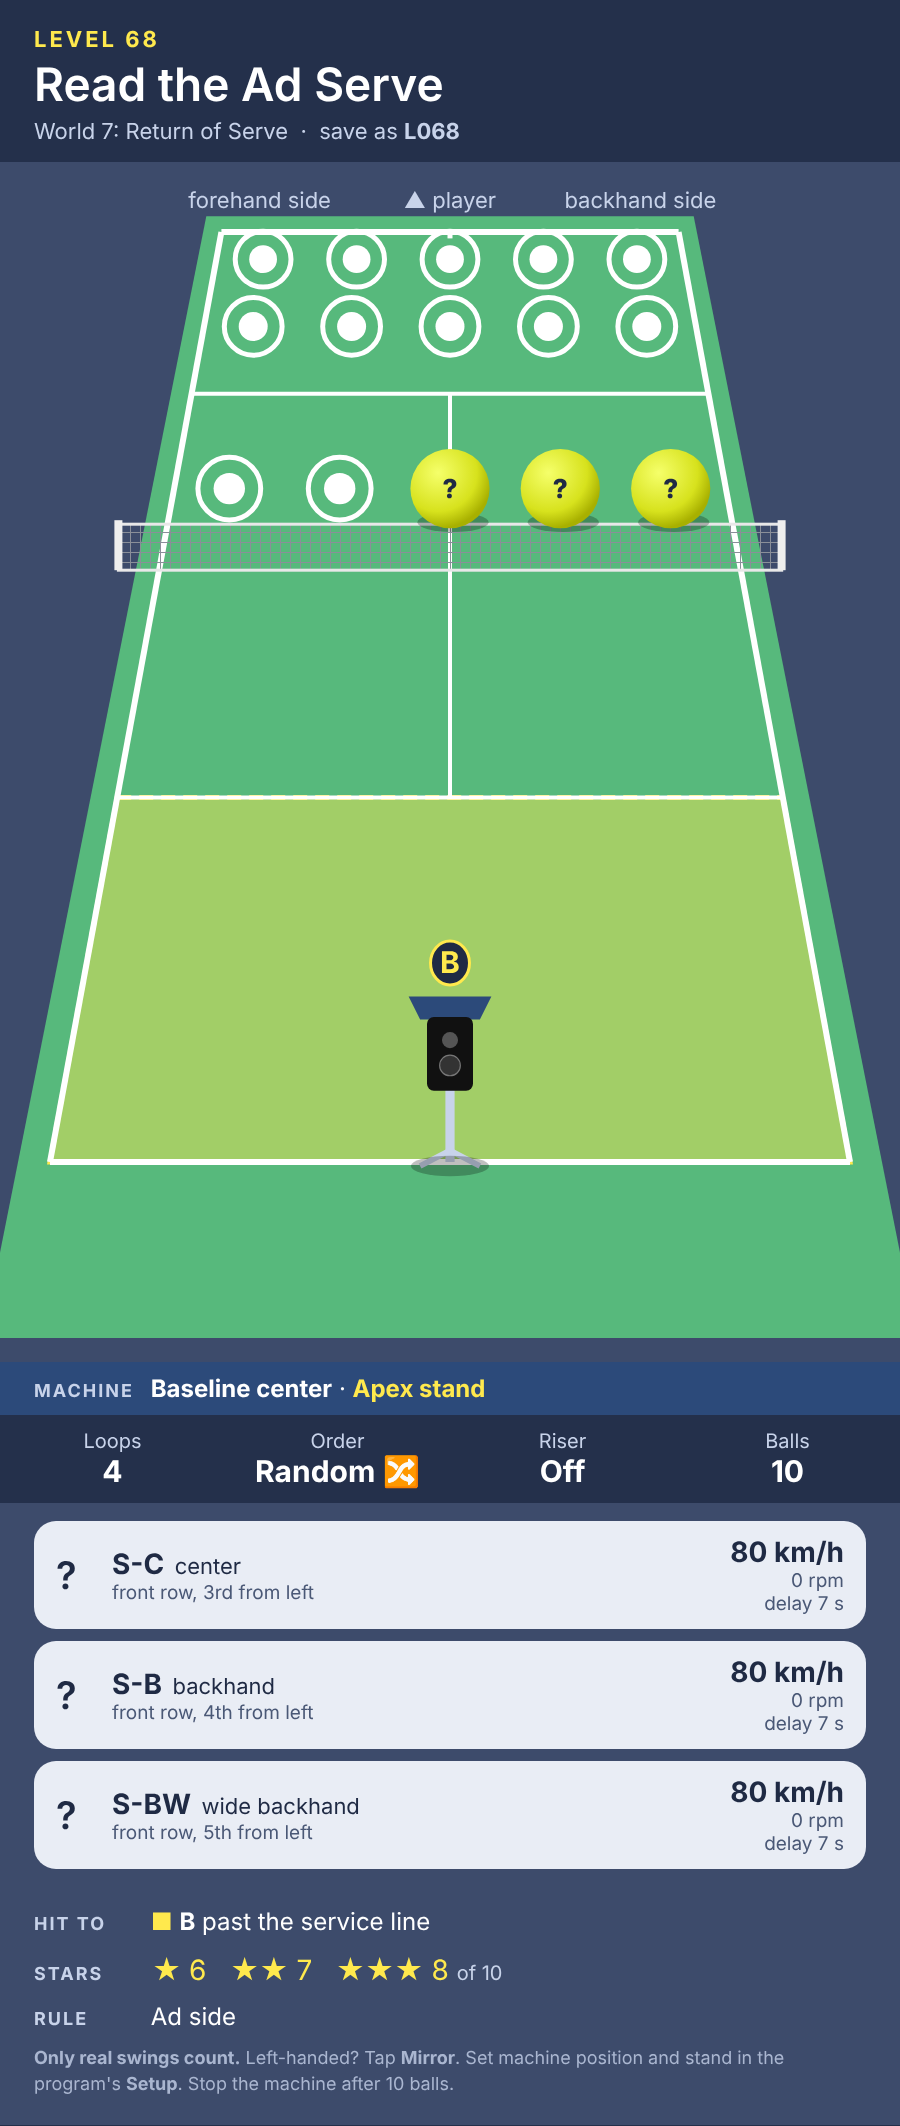 LEVEL 68
Read the Ad Serve
World 7: Return of Serve · save as L068
forehand side ▲ player backhand side
? ? ?
B
MACHINE Baseline center · Apex stand
Loops Order Riser Balls
4 Random 🔀 Off 10
? S-C center 80 km/h
front row, 3rd from left 0 rpm
delay 7 s
? S-B backhand 80 km/h
front row, 4th from left 0 rpm
delay 7 s
? S-BW wide backhand 80 km/h
front row, 5th from left 0 rpm
delay 7 s
HIT TO B past the service line
STARS ★ 6 ★★ 7 ★★★ 8 of 10
RULE Ad side
Only real swings count. Left-handed? Tap Mirror. Set machine position and stand in the
program's Setup. Stop the machine after 10 balls.